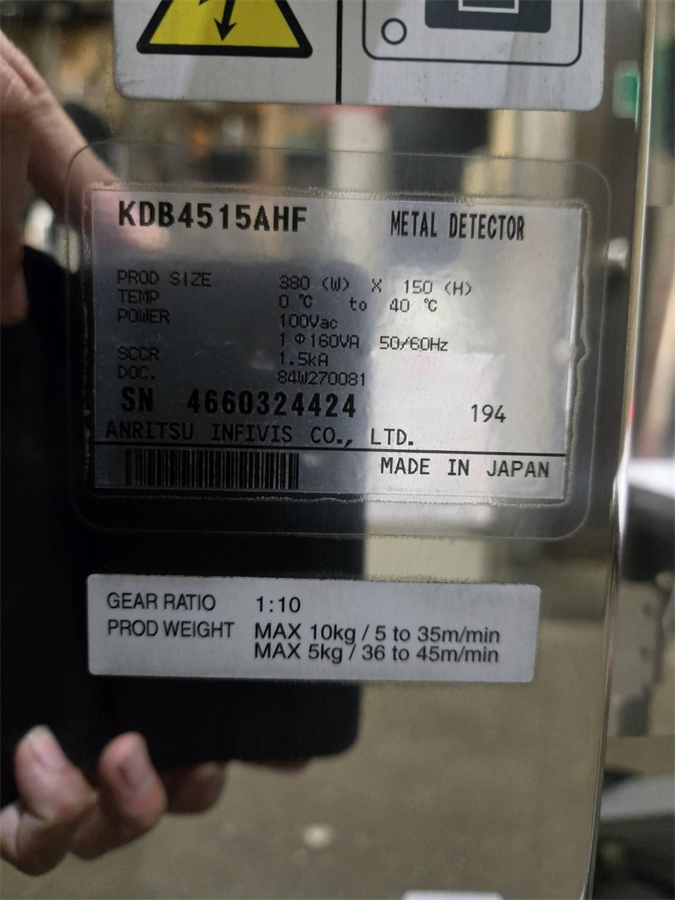 KDB4515AHF METAL DETECTOR
PROD SIZE 380 (W) X 150 (H)
TEMP 0 ℃ to 40 ℃
POWER 100Vac
1 Φ160VA 50/60Hz
SCCR 1.5kA
DOC. 84W270081
SN 4660324424 194
ANRITSU INFIVIS CO., LTD.
MADE IN JAPAN
GEAR RATIO 1:10
PROD WEIGHT MAX 10kg / 5 to 35m/min
MAX 5kg / 36 to 45m/min